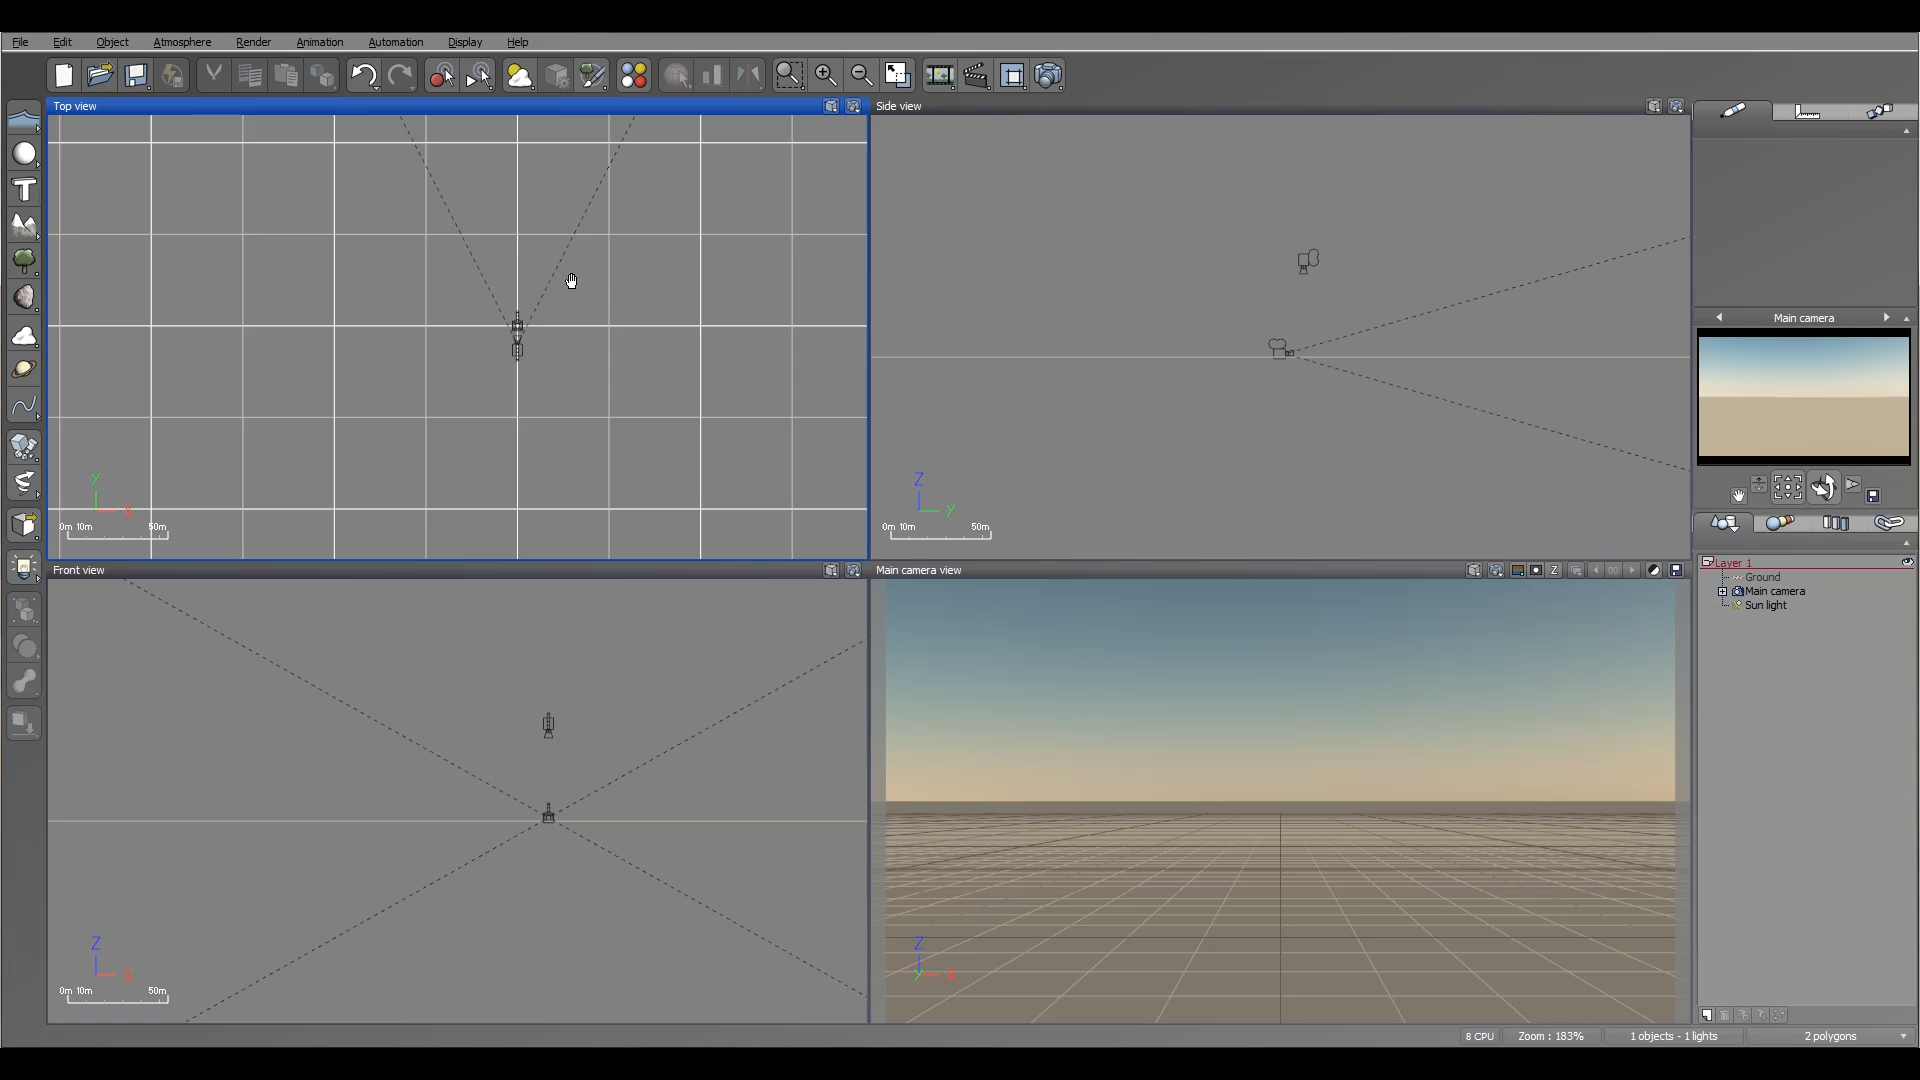 File Edit Object Atmosphere Render Animation Automation Display Help
Top view
Side view
Y
X
0m 10m 50m
Z
Y
0m 10m 50m
Main camera
Front view
Main camera view
Z
Layer 1
Ground
Main camera
Sun light
Z
X
0m 10m 50m
Z
Y X
8 CPU Zoom : 183% 1 objects - 1 lights 2 polygons